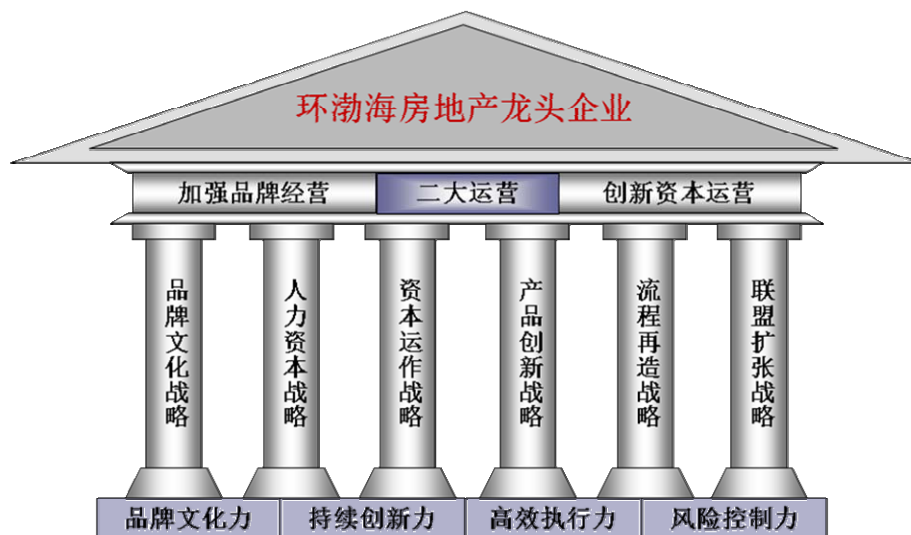 环渤海房地产龙头企业
加强品牌经营
二大运营
创新资本运营
品牌文化战略
人力资本战略
资本运作战略
产品创新战略
流程再造战略
联盟扩张战略
品牌文化力
持续创新力
高效执行力
风险控制力